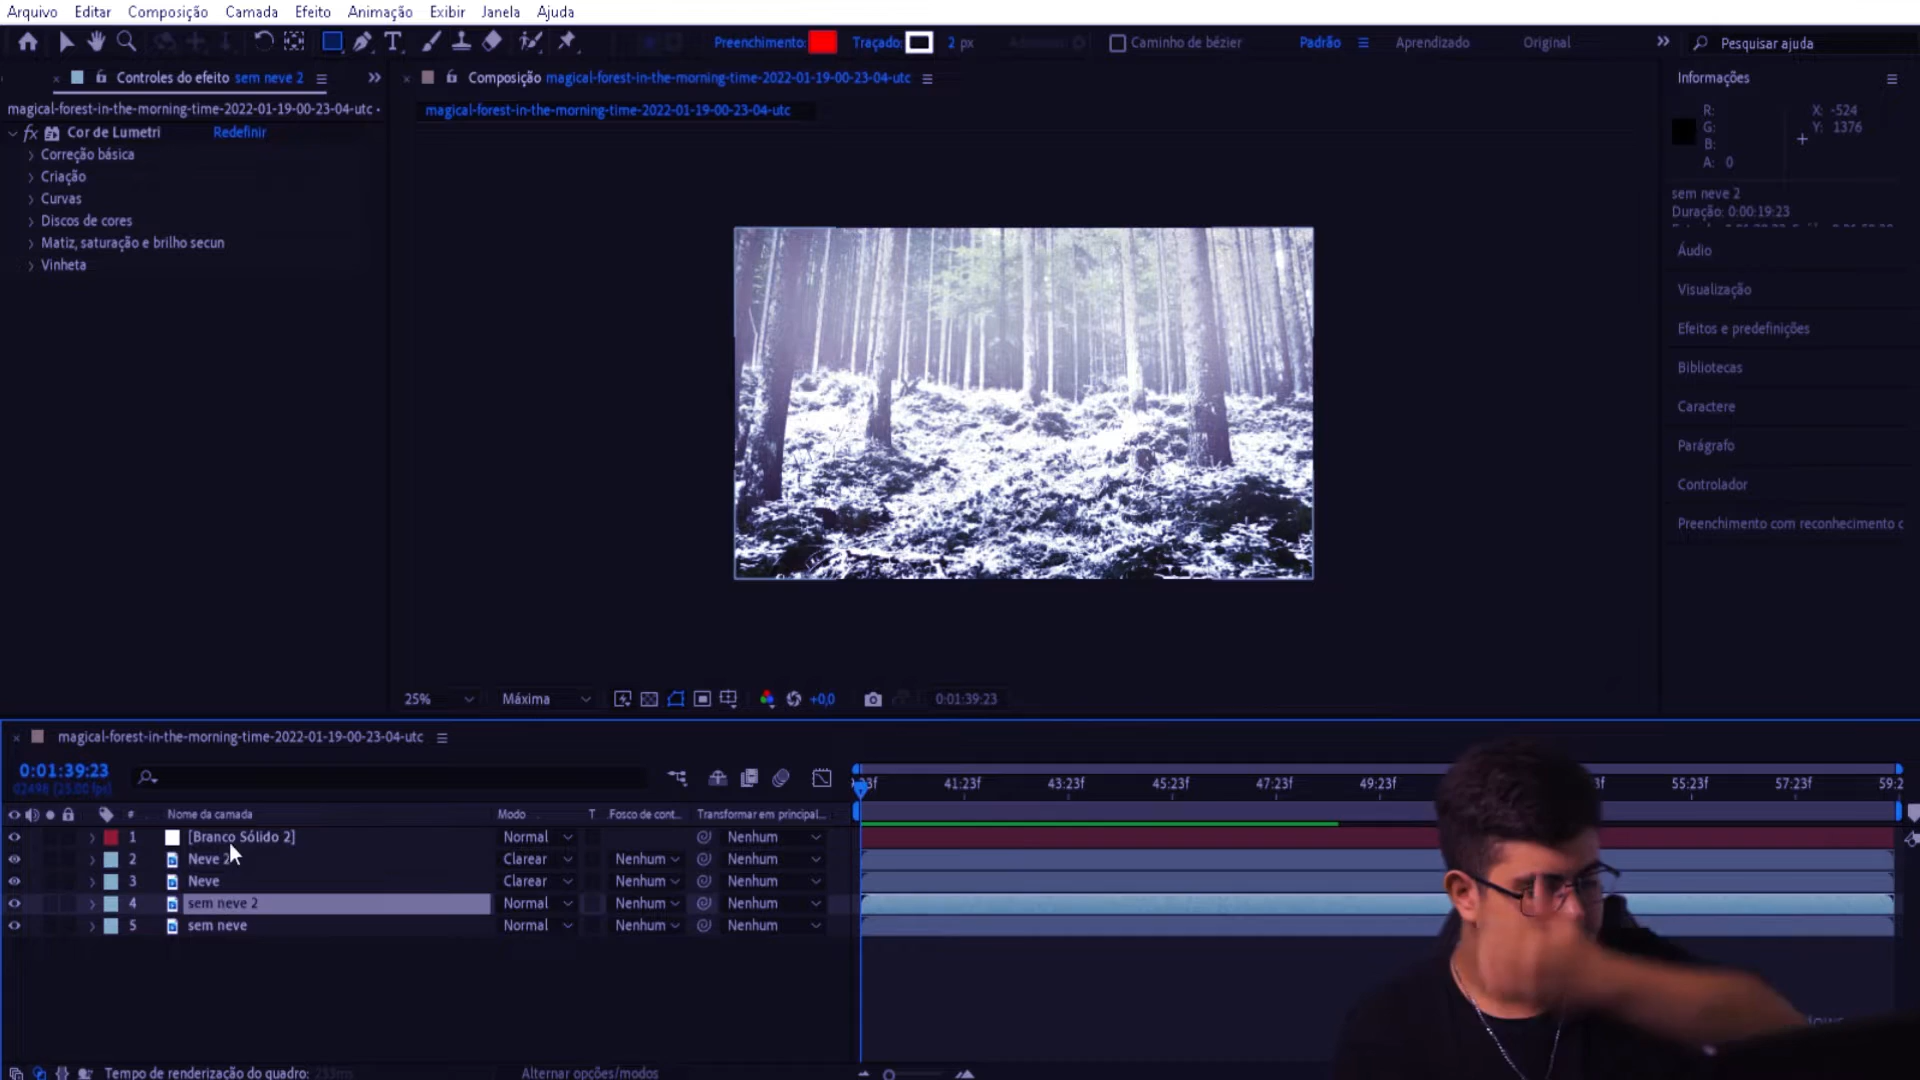 Arquivo Editar Composição Camada Efeito Animação Exibir Janela Ajuda
Preenchimento: Traçado: 2 px Caminho de bézier Padrão Aprendizado Original Pesquisar ajuda
Controles do efeito sem neve 2
Composição magical-forest-in-the-morning-time-2022-01-19-00-23-04-utc
Informações
magical-forest-in-the-morning-time-2022-01-19-00-23-04-utc •
magical-forest-in-the-morning-time-2022-01-19-00-23-04-utc
fx Cor de Lumetri Redefinir
Correção básica
Criação
Curvas
Discos de cores
Matiz, saturação e brilho secun
Vinheta
R: X: -524
G: Y: 1376
B:
A: 0
sem neve 2
Duração: 0:00:19:23
Áudio
Visualização
Efeitos e predefinições
Bibliotecas
Caractere
Parágrafo
Controlador
Preenchimento com reconhecimento c
25% Máxima +0,0 0:01:39:23
magical-forest-in-the-morning-time-2022-01-19-00-23-04-utc
0:01:39:23
02498 (25.00 fps)
41:23f 43:23f 45:23f 47:23f 49:23f 55:23f 57:23f 59:2
# Nome da camada Modo T Fosco de cont... Transformar em principal...
1 [Branco Sólido 2] Normal Nenhum
2 Neve 2 Clarear Nenhum Nenhum
3 Neve Clarear Nenhum Nenhum
4 sem neve 2 Normal Nenhum Nenhum
5 sem neve Normal Nenhum Nenhum
Tempo de renderização do quadro: Alternar opções/modos